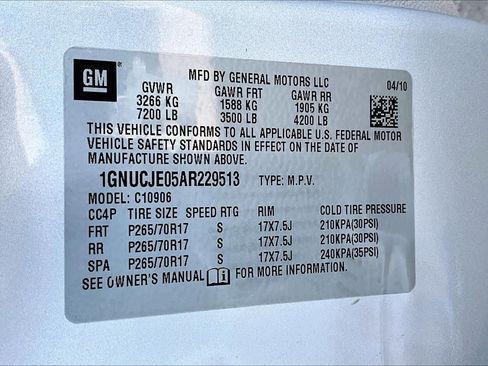 GM
MFD BY GENERAL MOTORS LLC
GVWR GAWR FRT GAWR RR 04/10
3266 KG 1588 KG 1905 KG
7200 LB 3500 LB 4200 LB
THIS VEHICLE CONFORMS TO ALL APPLICABLE U.S. FEDERAL MOTOR
VEHICLE SAFETY STANDARDS IN EFFECT ON THE DATE OF
MANUFACTURE SHOWN ABOVE.
1GNUCJE05AR229513 TYPE: M.P.V.
MODEL: C10906
CC4P TIRE SIZE SPEED RTG RIM COLD TIRE PRESSURE
FRT P265/70R17 S 17X7.5J 210KPA(30PSI)
RR P265/70R17 S 17X7.5J 210KPA(30PSI)
SPA P265/70R17 S 17X7.5J 240KPA(35PSI)
SEE OWNER'S MANUAL FOR MORE INFORMATION.